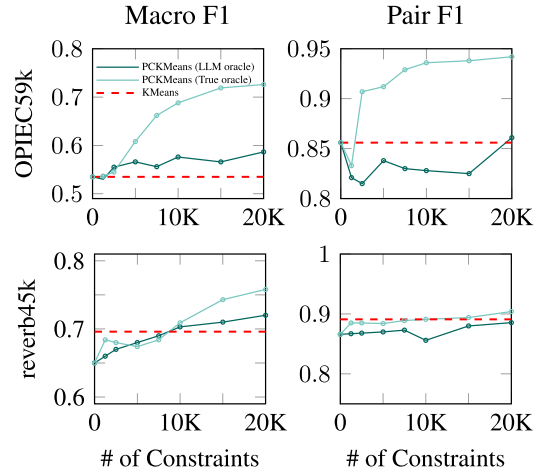 Macro F1
Pair F1
OPIEC59k
0.8
0.7
0.6
0.5
PCKMeans (LLM oracle)
PCKMeans (True oracle)
KMeans
0
10K
20K
0.95
0.9
0.85
0.8
0
10K
20K
reverb45k
0.8
0.7
0.6
0
10K
20K
1
0.9
0.8
0
10K
20K
# of Constraints
# of Constraints